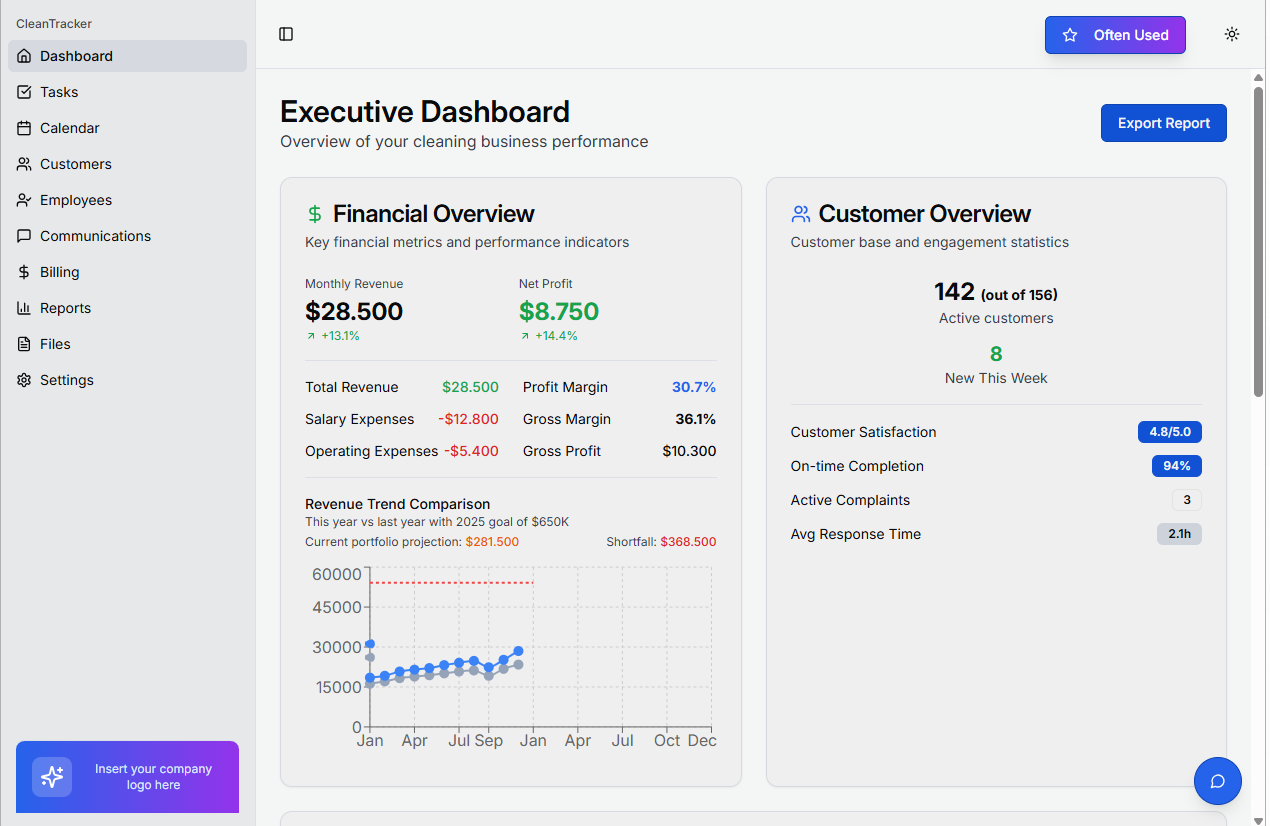 CleanTracker
Dashboard
Tasks
Calendar
Customers
Employees
Communications
Billing
Reports
Files
Settings
Insert your company
logo here
Often Used
Executive Dashboard
Overview of your cleaning business performance
Export Report
Financial Overview
Key financial metrics and performance indicators
Monthly Revenue
$28.500
+13.1%
Net Profit
$8.750
+14.4%
Total Revenue $28.500 Profit Margin 30.7%
Salary Expenses -$12.800 Gross Margin 36.1%
Operating Expenses -$5.400 Gross Profit $10.300
Revenue Trend Comparison
This year vs last year with 2025 goal of $650K
Current portfolio projection: $281.500 Shortfall: $368.500
60000
45000
30000
15000
0
Jan Apr Jul Sep Jan Apr Jul Oct Dec
Customer Overview
Customer base and engagement statistics
142 (out of 156)
Active customers
8
New This Week
Customer Satisfaction 4.8/5.0
On-time Completion 94%
Active Complaints 3
Avg Response Time 2.1h